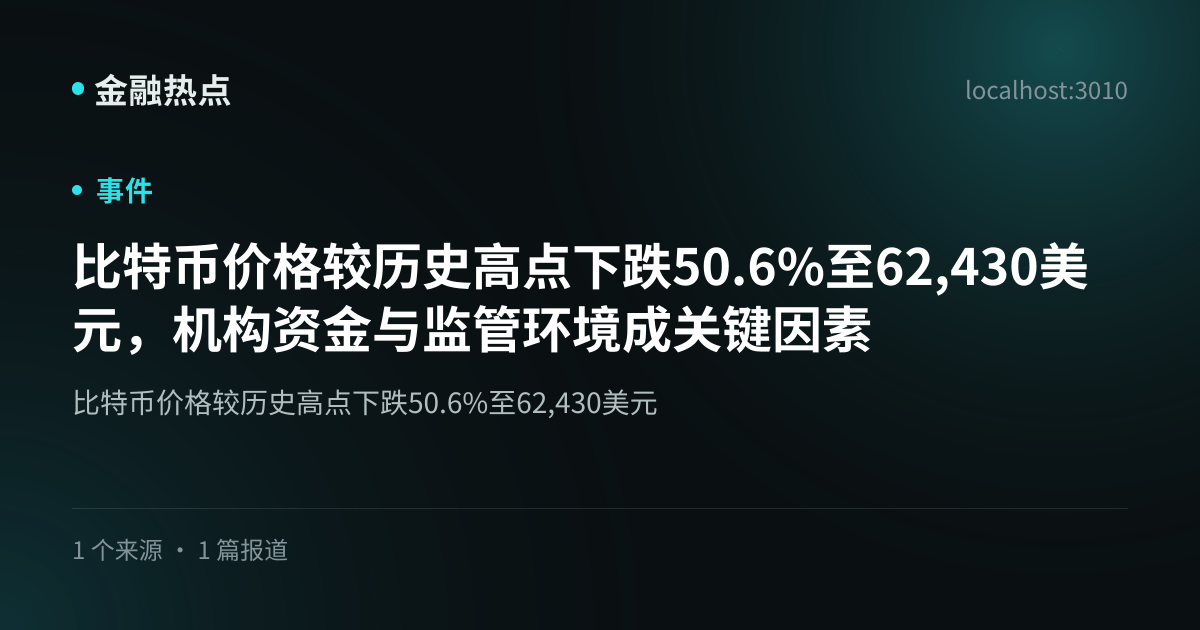 金融热点
localhost:3010
事件
比特币价格较历史高点下跌50.6%至62,430美
元，机构资金与监管环境成关键因素
比特币价格较历史高点下跌50.6%至62,430美元
1 个来源 · 1 篇报道